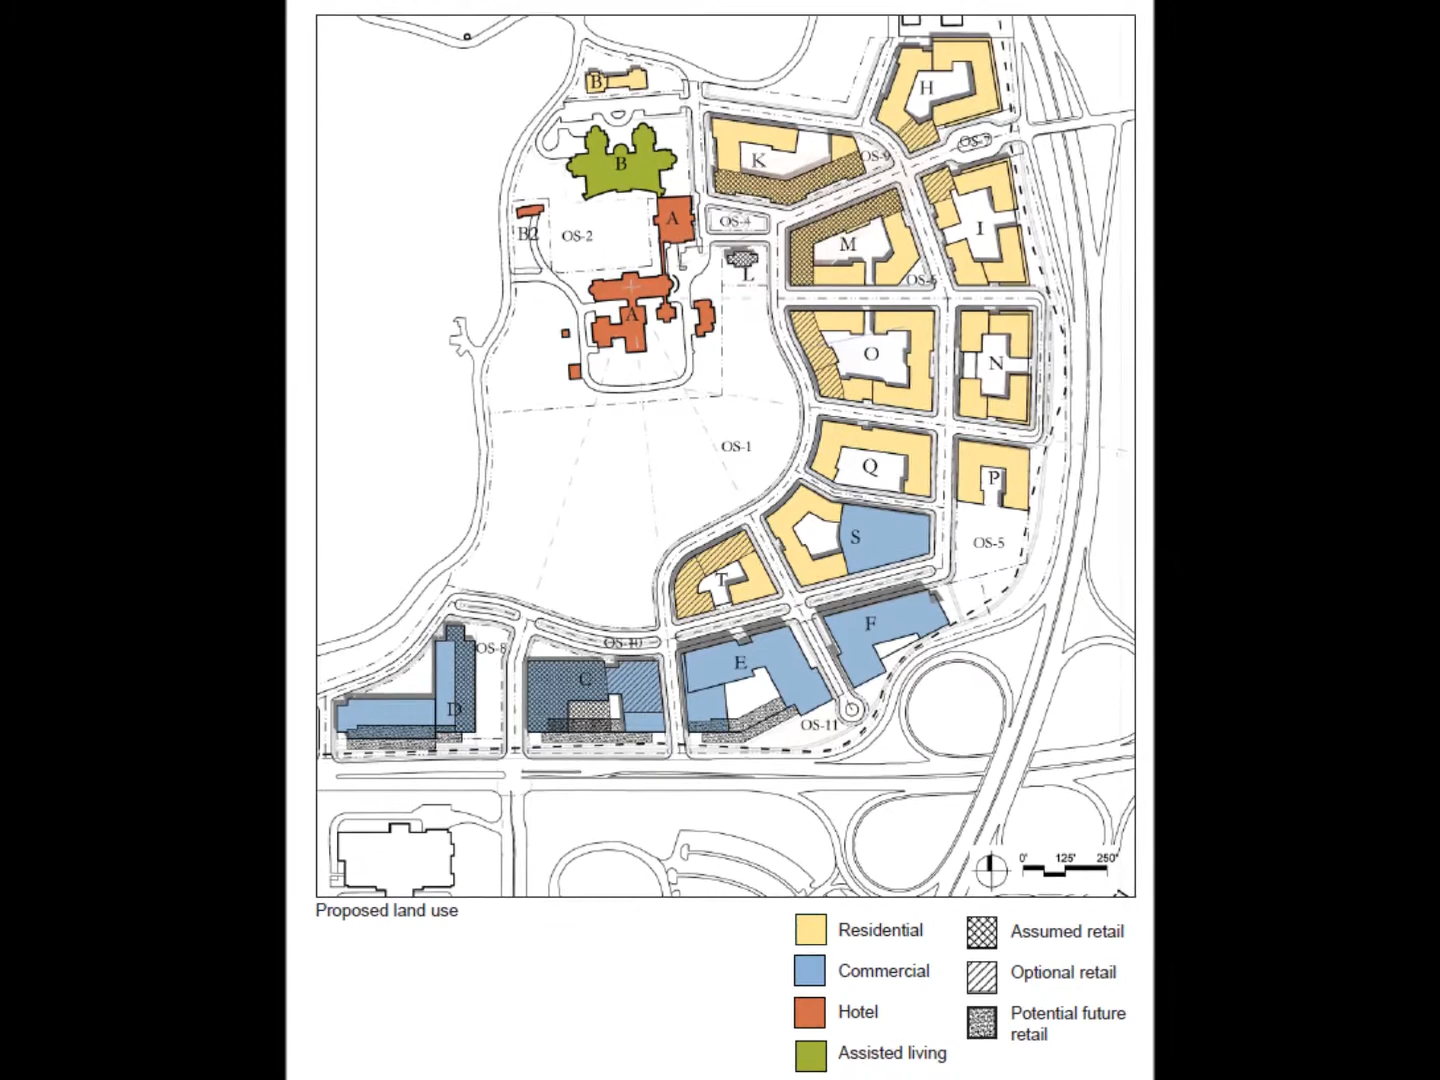 B
H
OS-7
K
OS-9
B
A
OS-4
B2
OS-2
I
M
L
OS-6
A
O
N
OS-1
Q
P
S
OS-5
T
F
OS-10
OS-8
E
C
D
OS-11
0' 125' 250'
Proposed land use
Residential
Commercial
Hotel
Assisted living
Assumed retail
Optional retail
Potential future
retail